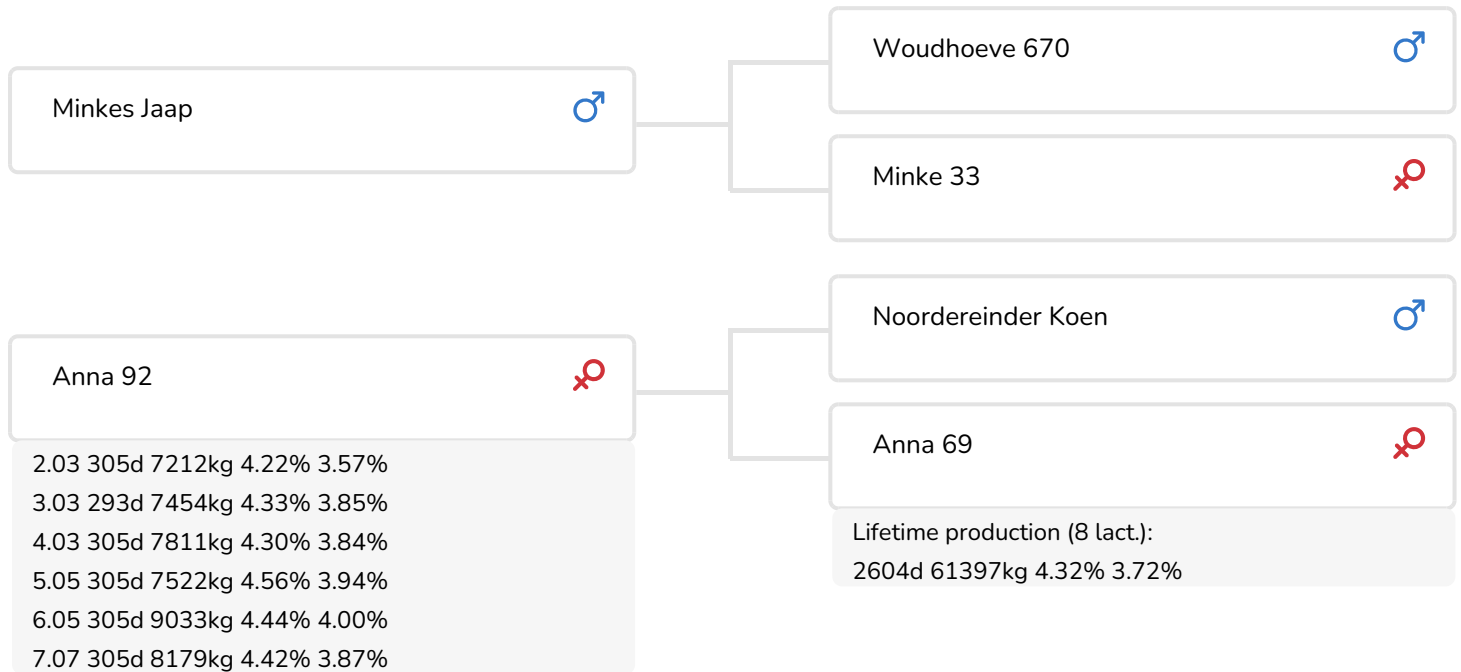 Woudhoeve 670
Minkes Jaap
Minke 33
Noordereinder Koen
Anna 92
Anna 69
2.03 305d 7212kg 4.22% 3.57%
3.03 293d 7454kg 4.33% 3.85%
4.03 305d 7811kg 4.30% 3.84%
5.05 305d 7522kg 4.56% 3.94%
6.05 305d 9033kg 4.44% 4.00%
7.07 305d 8179kg 4.42% 3.87%
Lifetime production (8 lact.):
2604d 61397kg 4.32% 3.72%